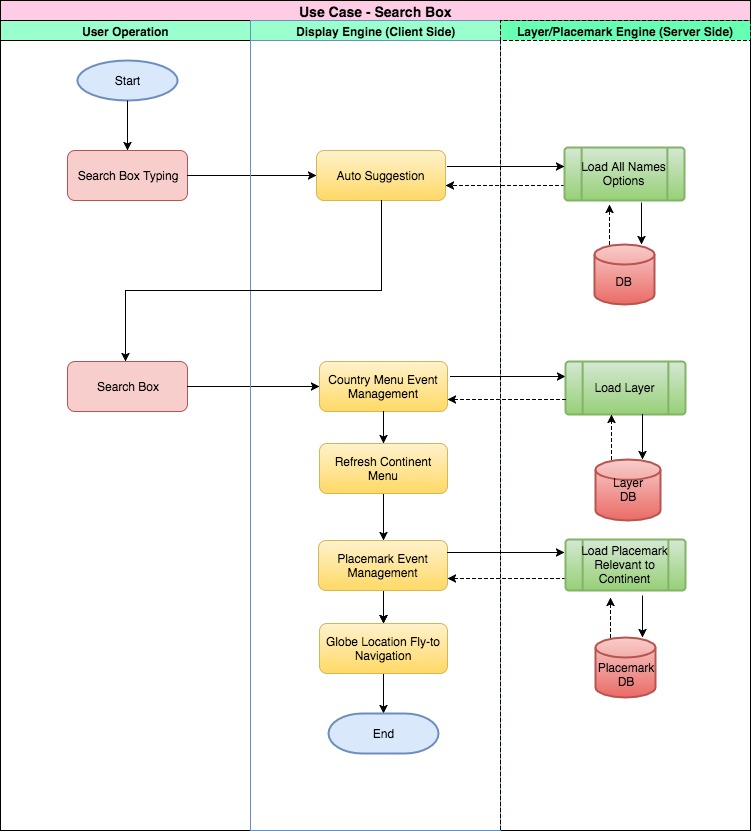 Use Case - Search Box
User Operation
Display Engine (Client Side)
Layer/Placemark Engine (Server Side)
Start
Search Box Typing
Auto Suggestion
Load All Names
Options
DB
Search Box
Country Menu Event
Management
Load Layer
Refresh Continent
Menu
Layer
DB
Placemark Event
Management
Load Placemark
Relevant to
Continent
Globe Location Fly-to
Navigation
Placemark
DB
End